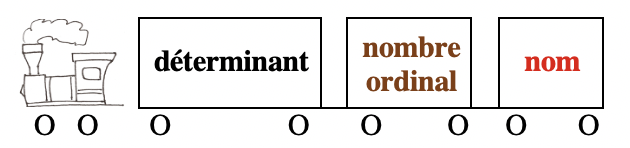 déterminant
nombre
ordinal
nom
O O O O O O O O